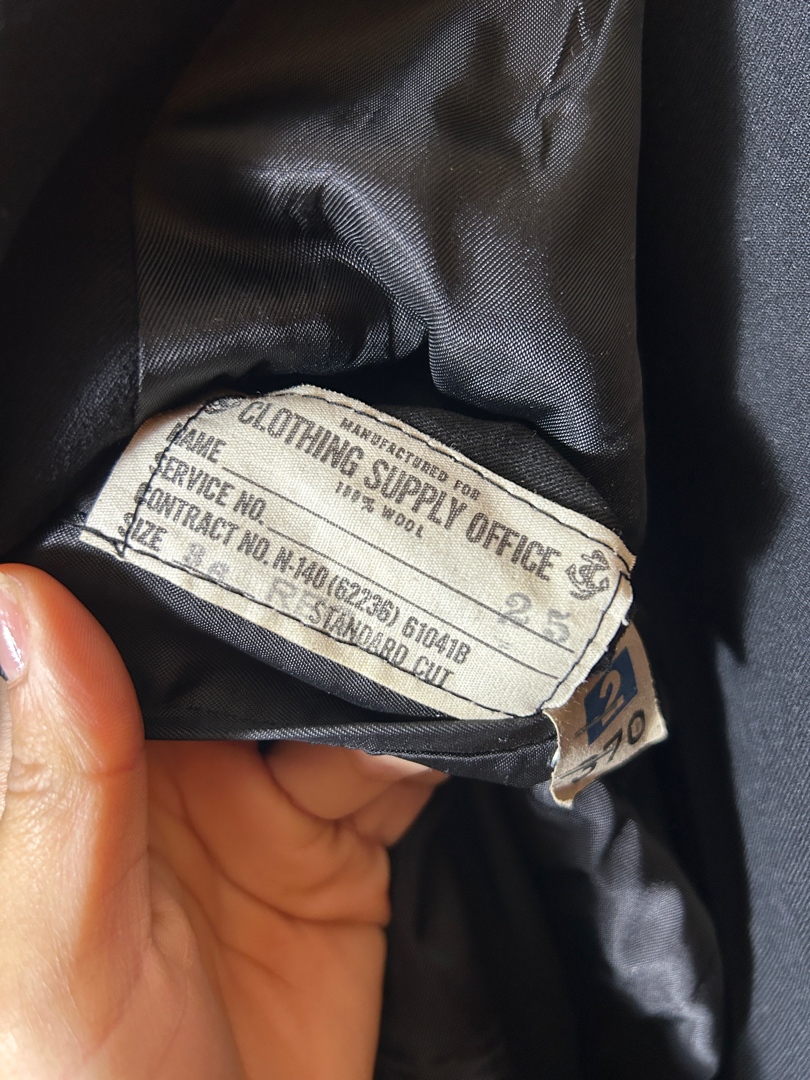 MANUFACTURED FOR
CLOTHING SUPPLY OFFICE
100% WOOL
NAME
SERVICE NO.
CONTRACT NO. N-140(62236) 61041B
SIZE
STANDARD CUT
25
2
370